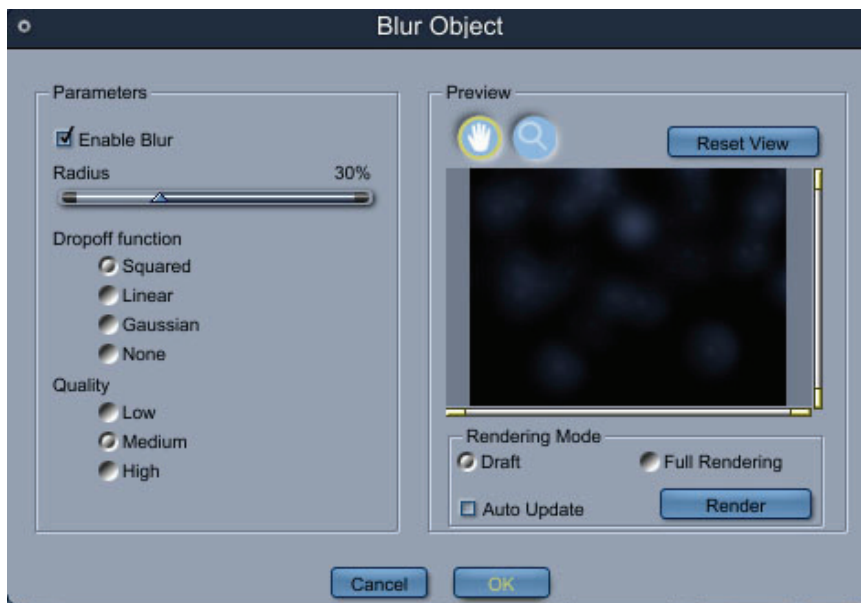 Blur Object
Parameters
Enable Blur
Radius 30%
Dropoff function
Squared
Linear
Gaussian
None
Quality
Low
Medium
High
Preview
Reset View
Rendering Mode
Draft Full Rendering
Auto Update Render
Cancel OK